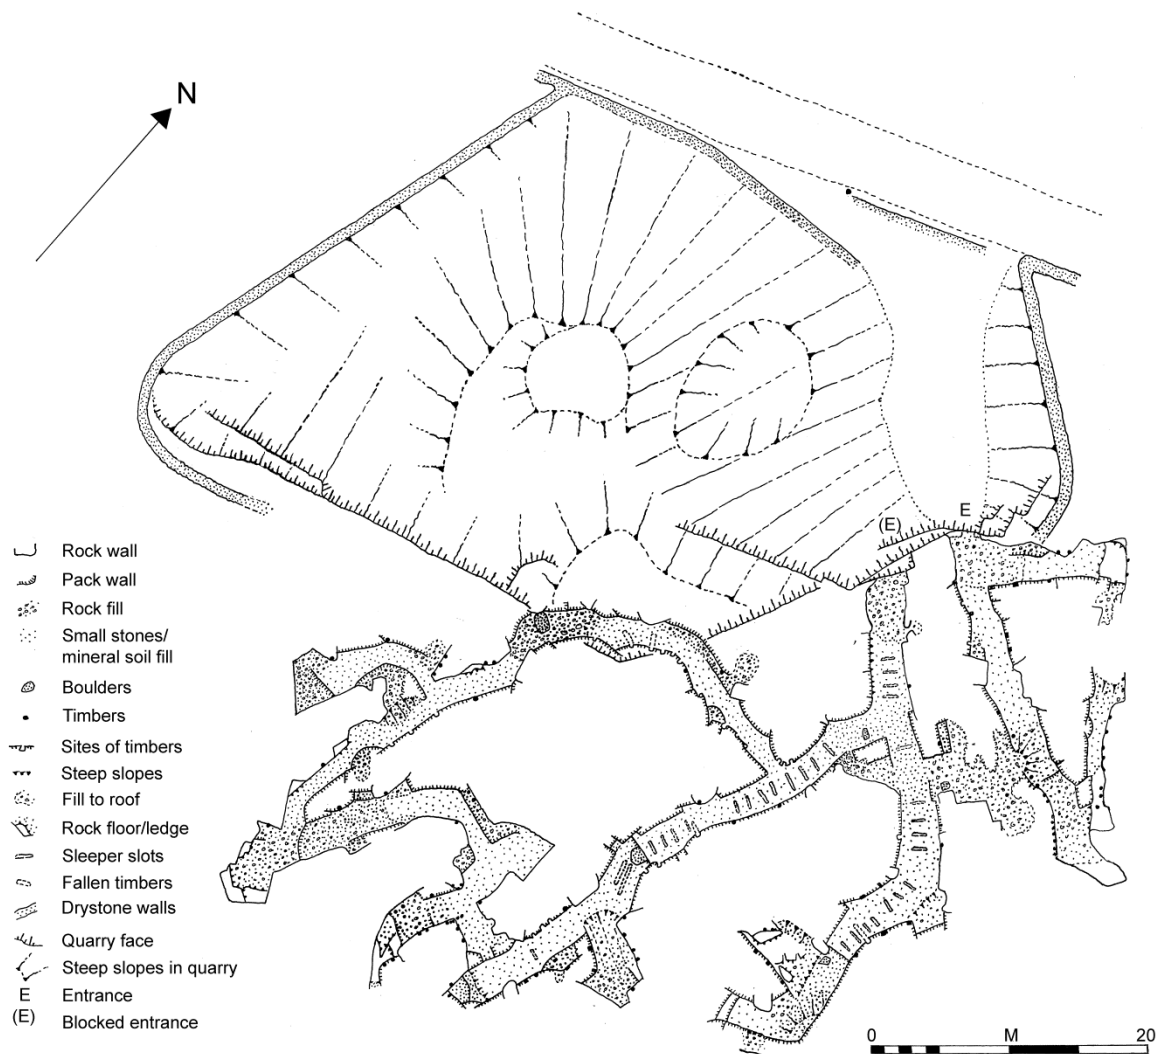 N
(E)
E
Rock wall
Pack wall
Rock fill
Small stones/
mineral soil fill
Boulders
Timbers
Sites of timbers
Steep slopes
Fill to roof
Rock floor/ledge
Sleeper slots
Fallen timbers
Drystone walls
Quarry face
Steep slopes in quarry
E Entrance
(E) Blocked entrance
0 M 20